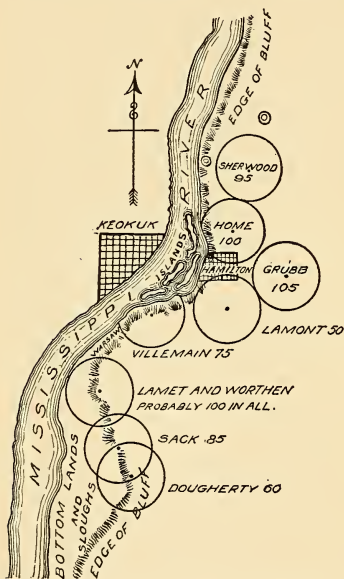 EDGE OF BLUFF
N
RIVER
SHERWOOD
95
KEOKUK
HOME
100
ISLANDS
HAMILTON
GRUBB
105
MISSISSIPPI
LAMONT 50
WARSAW
VILLEMAIN 75
LAMET AND WORTHEN
PROBABLY 100 IN ALL.
SACK 85
DOUGHERTY 60
BOTTOM LANDS
AND
SLOUGHS
EDGE OF BLUFF